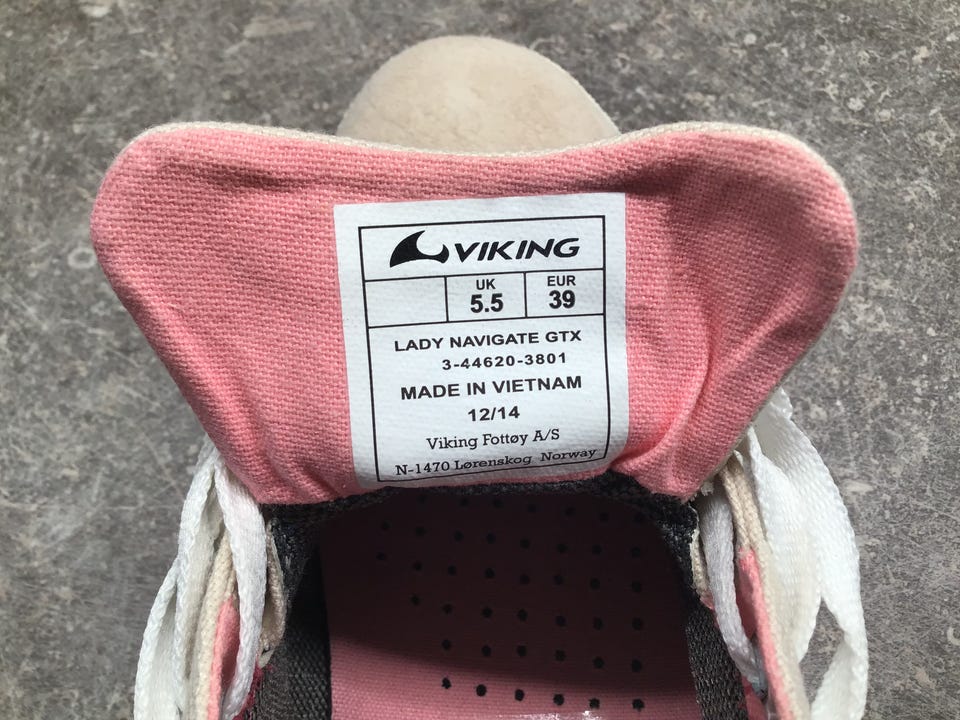 VIKING
UK EUR
5.5 39
LADY NAVIGATE GTX
3-44620-3801
MADE IN VIETNAM
12/14
Viking Fottøy A/S
N-1470 Lørenskog Norway